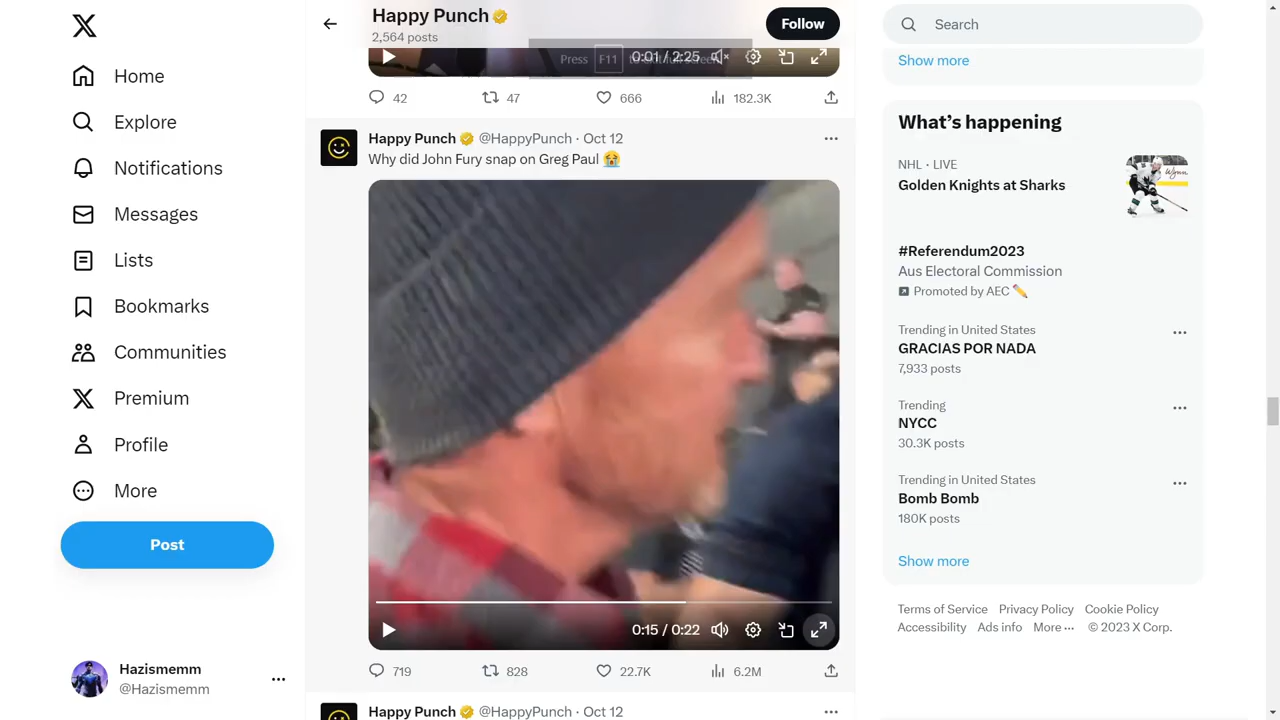 Happy Punch
2,564 posts
Follow
Search
Home
Explore
Notifications
Messages
Lists
Bookmarks
Communities
Premium
Profile
More
Post
Hazismemm
@Hazismemm
Press F11
0:01 / 2:25
42 47 666 182.3K
Happy Punch @HappyPunch · Oct 12
Why did John Fury snap on Greg Paul 😭
0:15 / 0:22
719 828 22.7K 6.2M
Happy Punch @HappyPunch · Oct 12
Show more
What's happening
NHL · LIVE
Golden Knights at Sharks
#Referendum2023
Aus Electoral Commission
Promoted by AEC ✏️
Trending in United States
GRACIAS POR NADA
7,933 posts
Trending
NYCC
30.3K posts
Trending in United States
Bomb Bomb
180K posts
Show more
Terms of Service Privacy Policy Cookie Policy
Accessibility Ads info More ··· © 2023 X Corp.